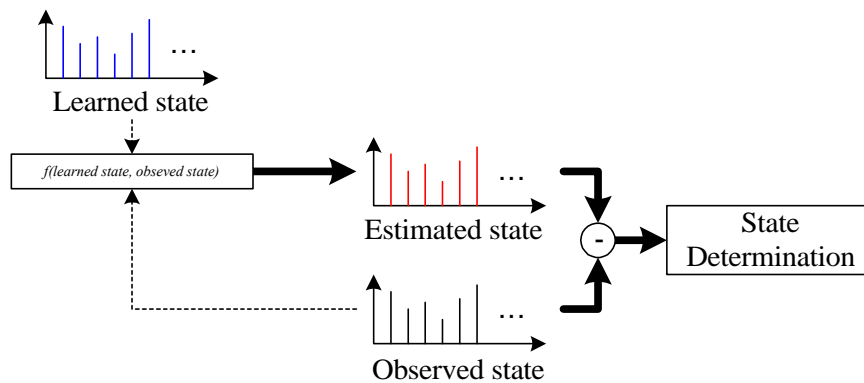 ...
Learned state
f(learned state, obseved state)
...
Estimated state
-
State
Determination
...
Observed state